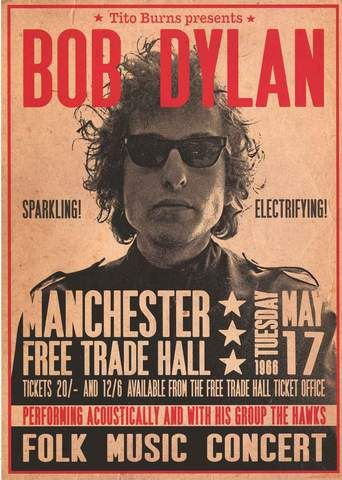 ★ Tito Burns presents ★
BOB DYLAN
SPARKLING! ELECTRIFYING!
MANCHESTER
FREE TRADE HALL
TUESDAY
1966
MAY
17
TICKETS 20/- AND 12/6 AVAILABLE FROM THE FREE TRADE HALL TICKET OFFICE
PERFORMING ACOUSTICALLY AND WITH HIS GROUP THE HAWKS
FOLK MUSIC CONCERT